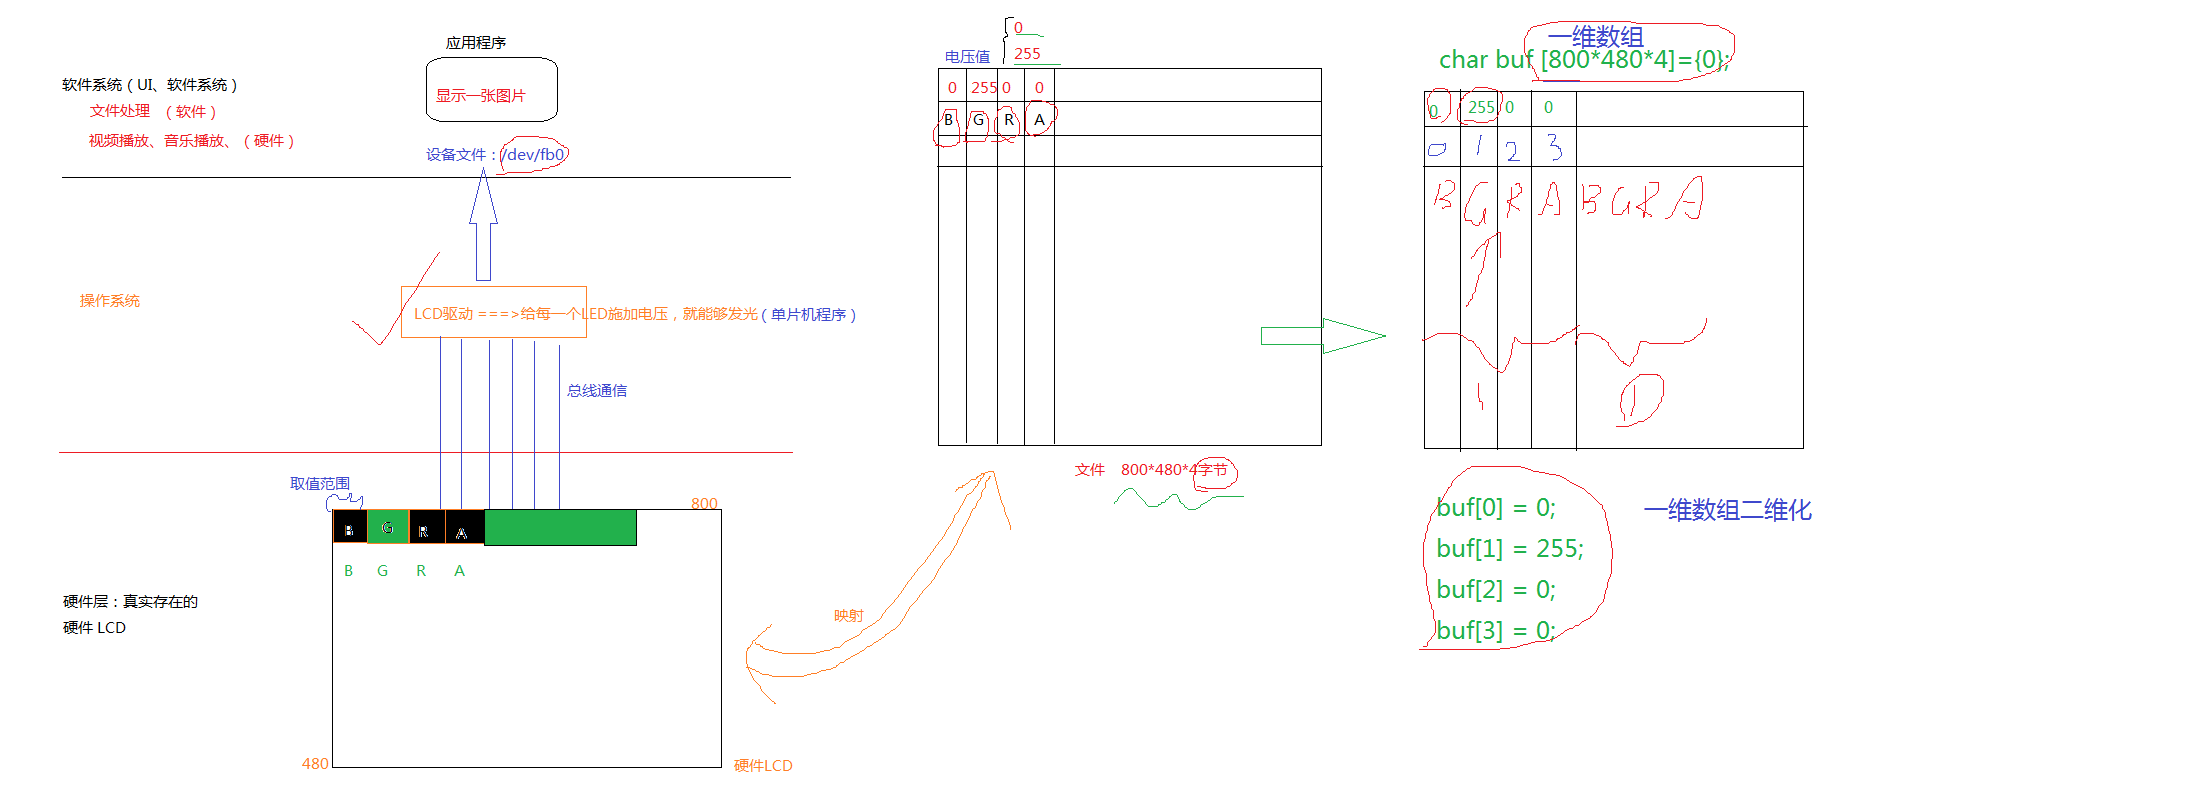 应用程序
软件系统（UI、软件系统）
文件处理 （软件）
显示一张图片
视频播放、音乐播放、（硬件）
设备文件：/dev/fb0
操作系统
LCD驱动 ===>给每一个LED施加电压，就能够发光（单片机程序）
总线通信
取值范围
800
B G R A
B G R A
硬件层：真实存在的
硬件 LCD
480
硬件LCD
映射
0
电压值 255
0 255 0 0
B G R A
文件 800*480*4字节
一维数组
char buf [800*480*4]={0};
0 255 0 0
0 1 2 3
B G R A B G R A
1 1
buf[0] = 0;
buf[1] = 255;
buf[2] = 0;
buf[3] = 0;
一维数组二维化